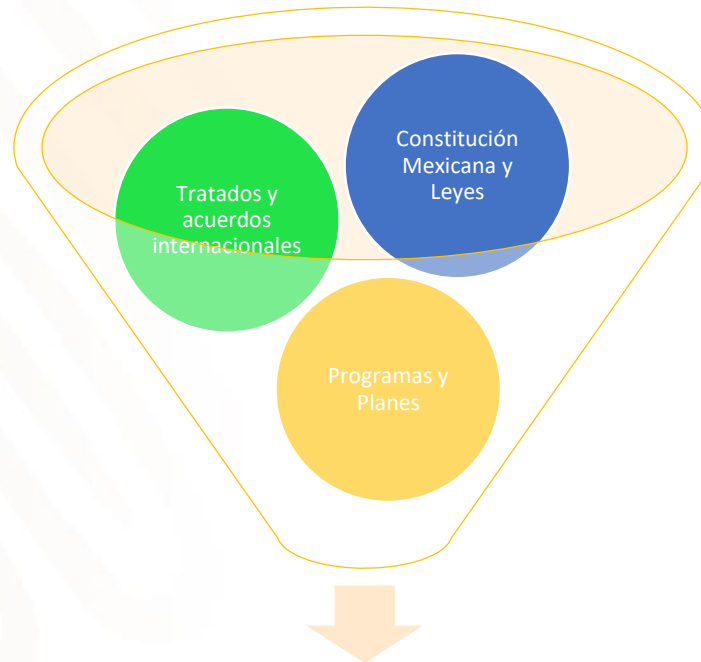 Constitución
Mexicana y
Leyes
Tratados y
acuerdos
internacionales
Programas y
Planes